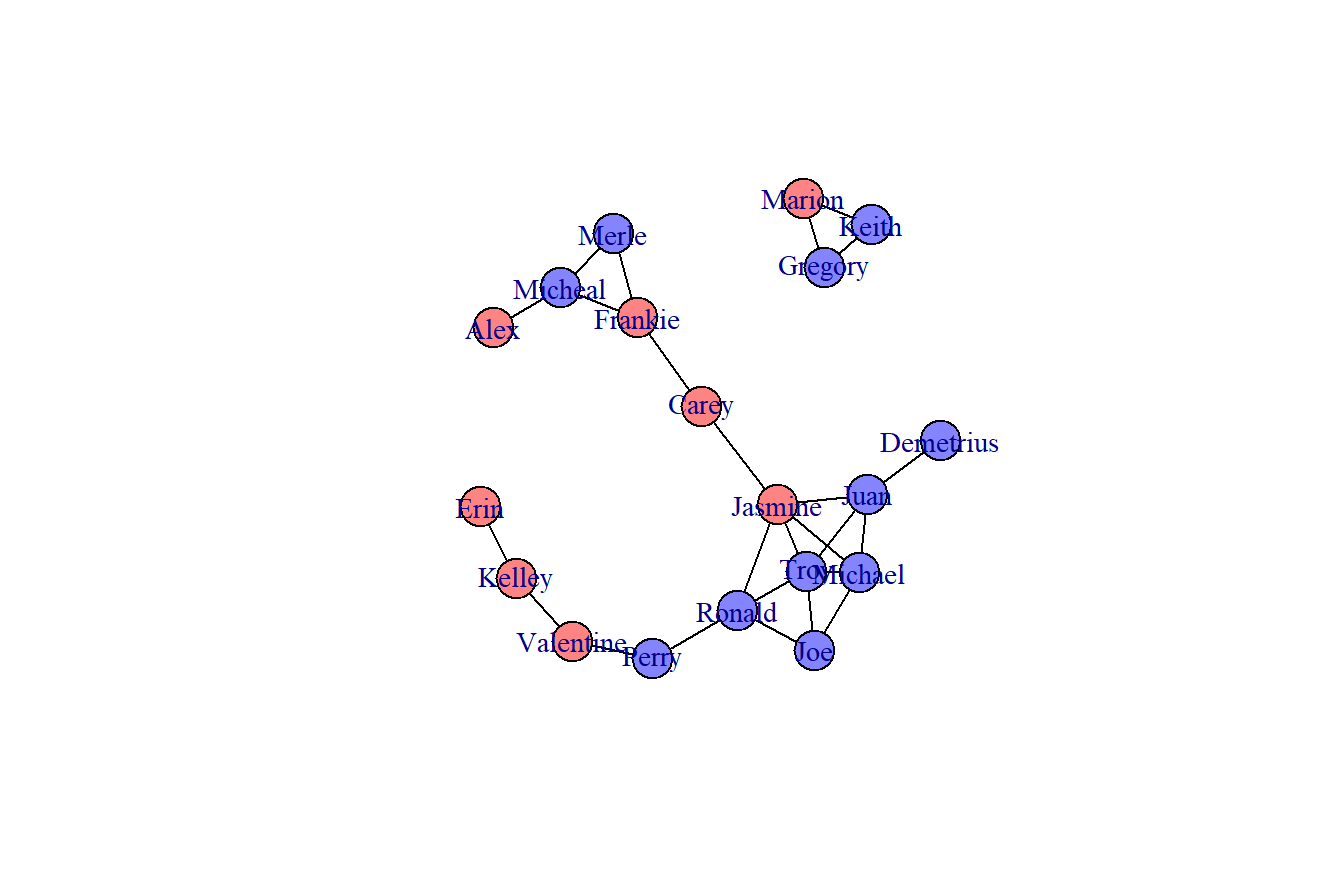 Marion
Keith
Merle
Gregory
Micheal
Frankie
Alex
Carey
Demetrius
Juan
Jasmine
Erin
Troy
Michael
Kelley
Ronald
Valentine
Joe
Perry